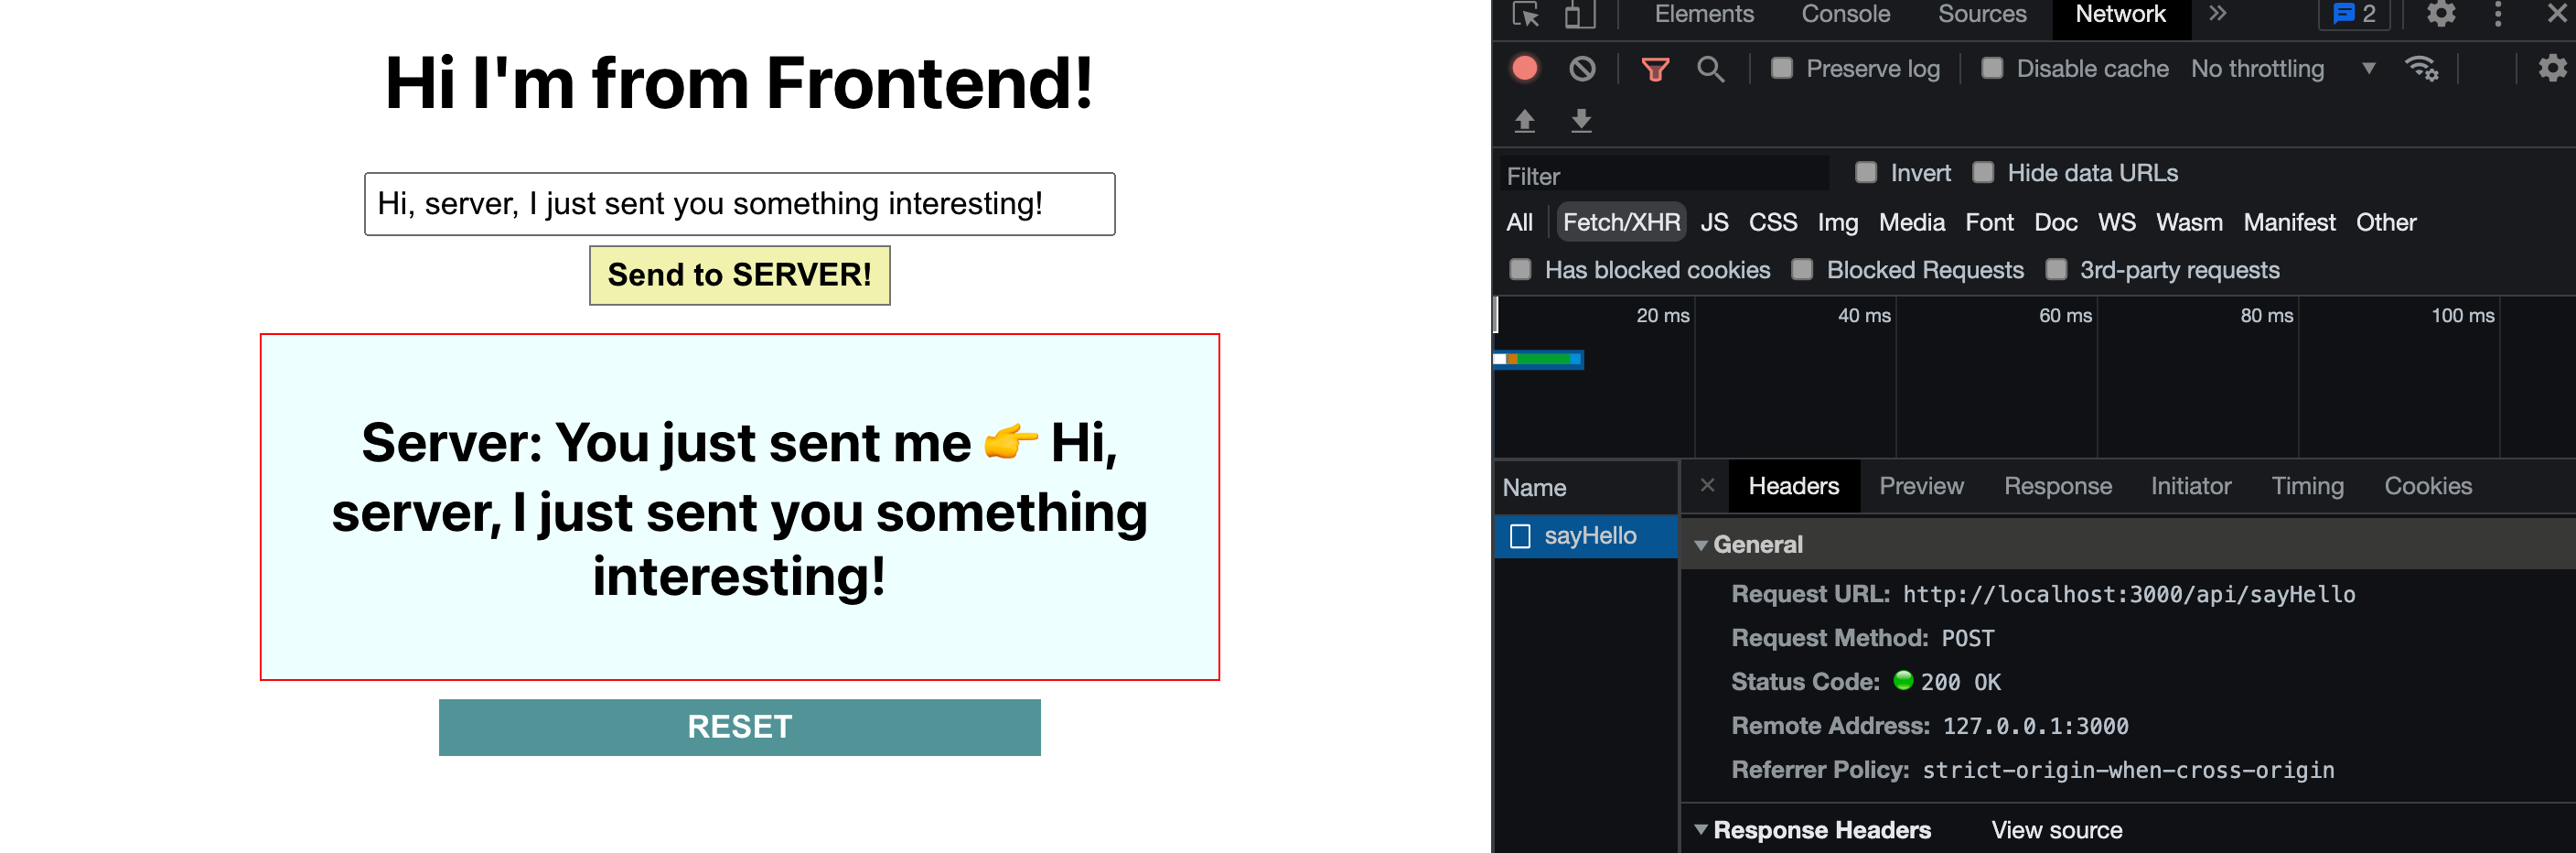 Hi I'm from Frontend!
Hi, server, I just sent you something interesting!
Send to SERVER!
Server: You just sent me 👉 Hi,
server, I just sent you something
interesting!
RESET
Elements Console Sources Network 2
Preserve log Disable cache No throttling
Filter Invert Hide data URLs
All Fetch/XHR JS CSS Img Media Font Doc WS Wasm Manifest Other
Has blocked cookies Blocked Requests 3rd-party requests
20 ms 40 ms 60 ms 80 ms 100 ms
Name Headers Preview Response Initiator Timing Cookies
sayHello
General
Request URL: http://localhost:3000/api/sayHello
Request Method: POST
Status Code: 200 OK
Remote Address: 127.0.0.1:3000
Referrer Policy: strict-origin-when-cross-origin
Response Headers View source